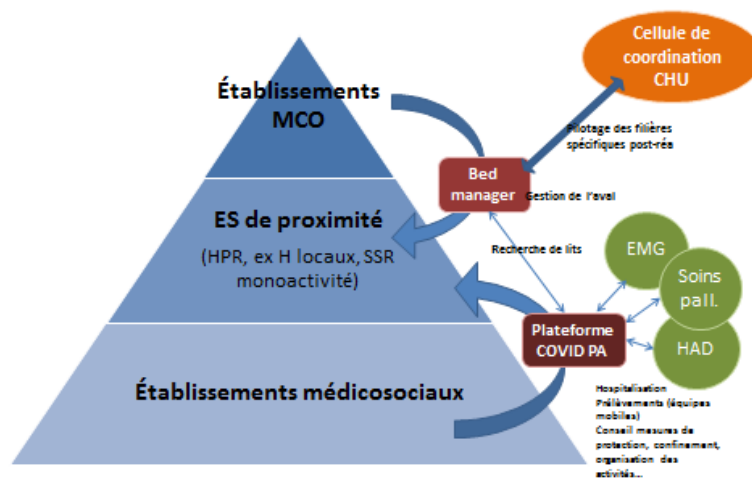 Cellule de
coordination
CHU
Établissements
MCO
Pilotage des filières
spécifiques post-réa
Bed
manager
Gestion de l'aval
ES de proximité
(HPR, ex H locaux, SSR
monoactivité)
Recherche de lits
EMG
Soins
pall.
HAD
Plateforme
COVID PA
Établissements médicosociaux
Hospitalisation
Prélèvements (équipes
mobiles)
Conseil mesures de
protection, confinement,
organisation des
activités...